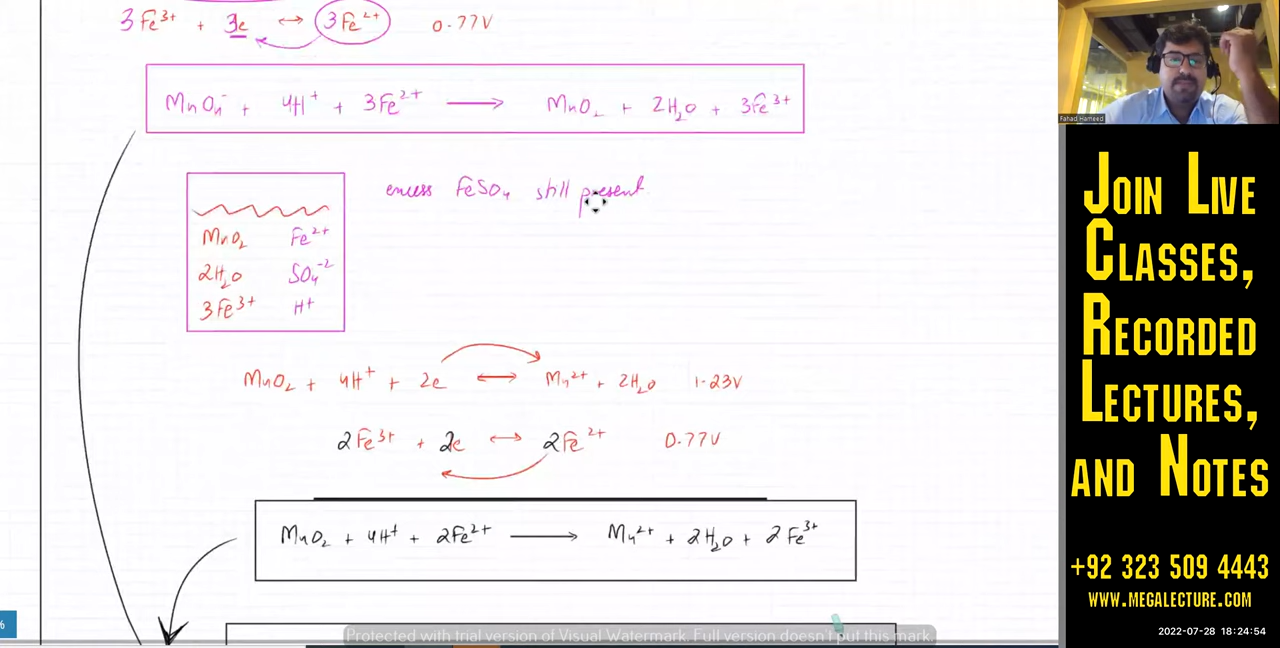 3Fe³⁺ + 3e ↔ 3Fe²⁺ 0.77V
MnO₄⁻ + 4H⁺ + 3Fe²⁺ ⟶ MnO₂ + 2H₂O + 3Fe³⁺
excess FeSO₄ still present
MnO₂ Fe²⁺
2H₂O SO₄⁻²
3Fe³⁺ H⁺
MnO₂ + 4H⁺ + 2e ↔ Mn²⁺ + 2H₂O 1.23V
2Fe³⁺ + 2e ↔ 2Fe²⁺ 0.77V
MnO₂ + 4H⁺ + 2Fe²⁺ ⟶ Mn²⁺ + 2H₂O + 2Fe³⁺
%
Protected with trial version of Visual Watermark. Full version doesn't put this mark.
Fahad Hameed
JOIN LIVE
CLASSES,
RECORDED
LECTURES,
AND NOTES
+92 323 509 4443
WWW.MEGALECTURE.COM
2022-07-28 18:24:54